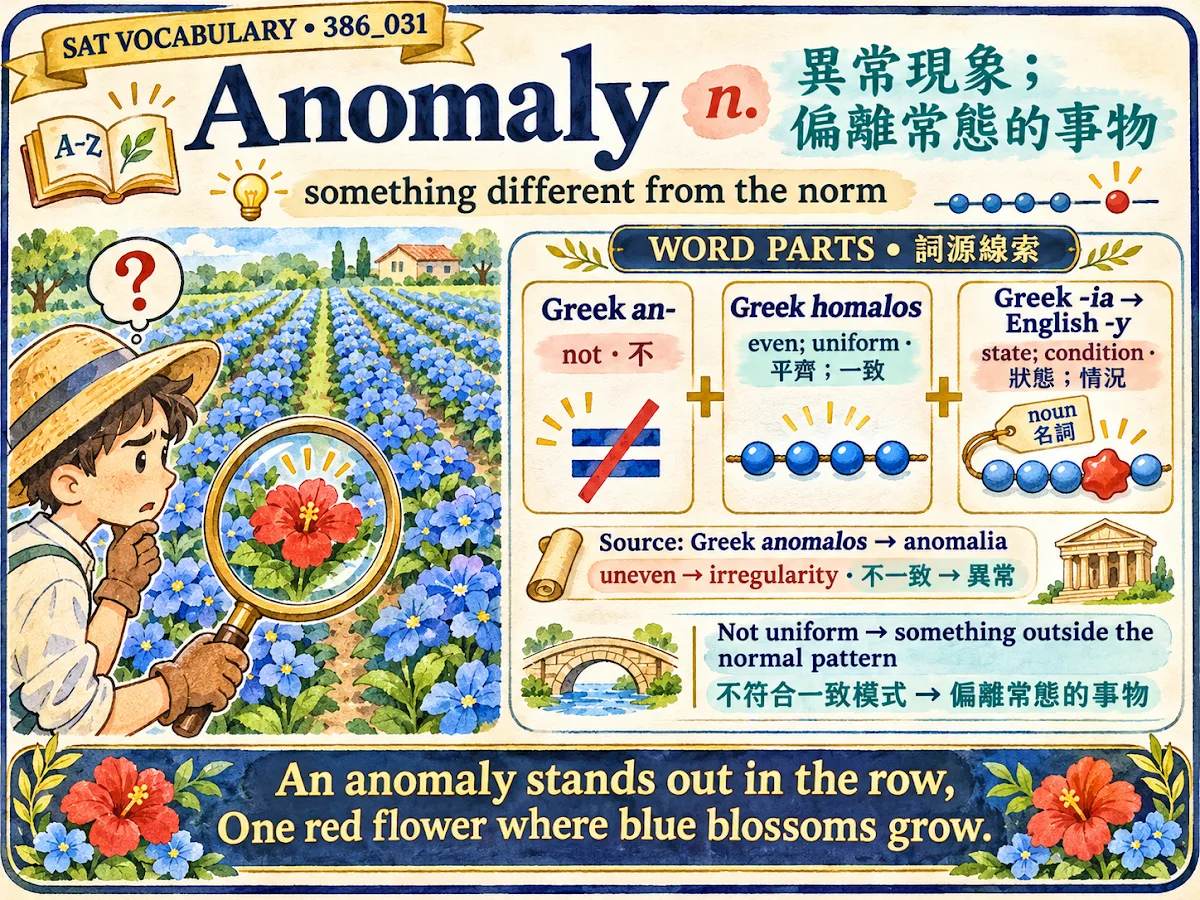 SAT VOCABULARY • 386_031
A-Z
Anomaly
n.
異常現象；
偏離常態的事物
something different from the norm
?
WORD PARTS • 詞源線索
Greek an-
not · 不
+
Greek homalos
even; uniform ·
平齊；一致
+
Greek -ia →
English -y
state; condition ·
狀態；情況
noun
名詞
Source: Greek anomalos → anomalia
uneven → irregularity · 不一致 → 異常
Not uniform → something outside the
normal pattern
不符合一致模式 → 偏離常態的事物
An anomaly stands out in the row,
One red flower where blue blossoms grow.